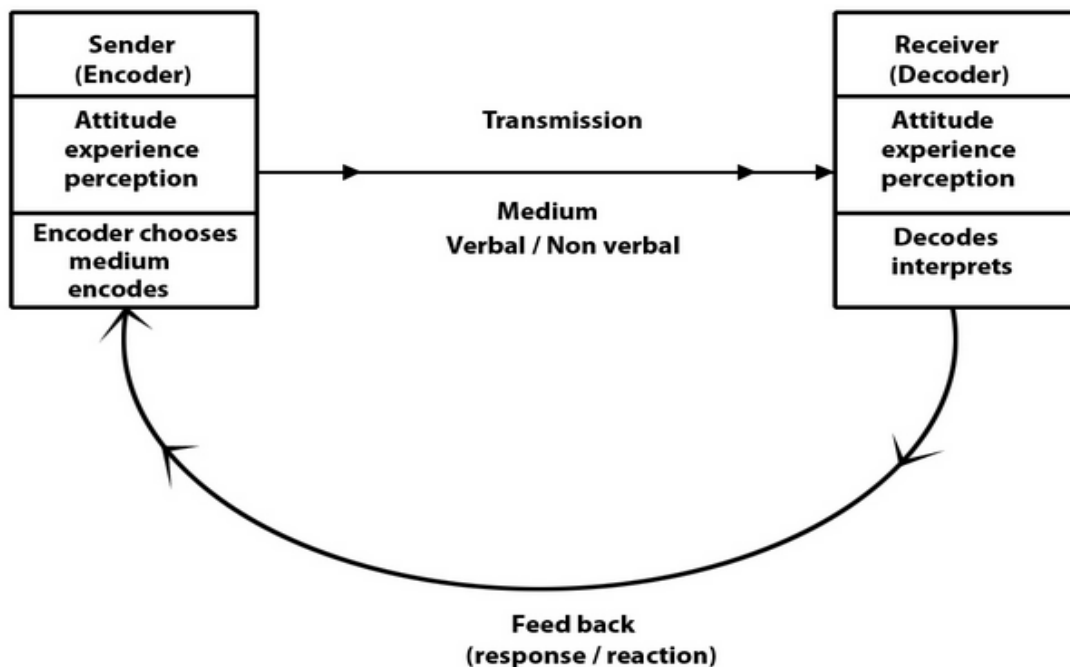 Sender
(Encoder)
Attitude
experience
perception
Encoder chooses
medium
encodes
Transmission
Medium
Verbal / Non verbal
Receiver
(Decoder)
Attitude
experience
perception
Decodes
interprets
Feed back
(response / reaction)